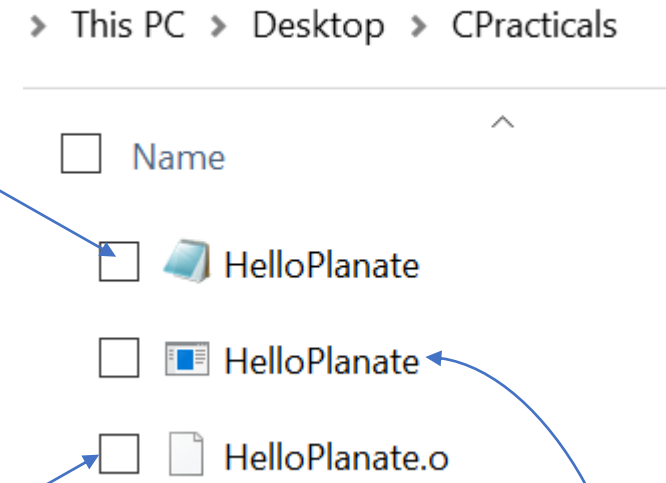 This PC > Desktop > CPracticals
Name
HelloPlanate
HelloPlanate
HelloPlanate.o